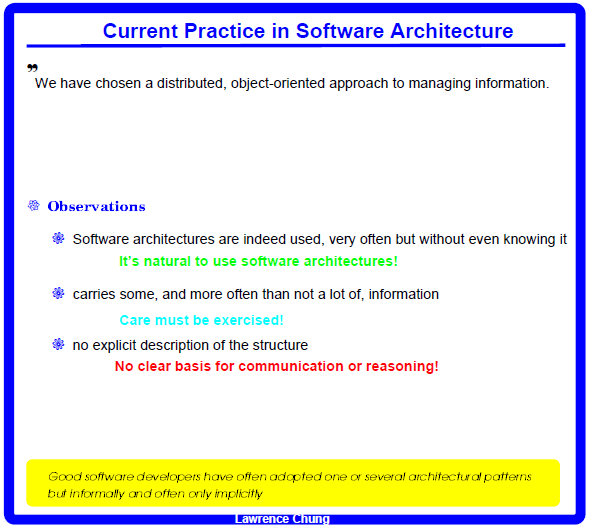 Current Practice in Software Architecture
”
We have chosen a distributed, object-oriented approach to managing information.
Observations
Software architectures are indeed used, very often but without even knowing it
It's natural to use software architectures!
carries some, and more often than not a lot of, information
Care must be exercised!
no explicit description of the structure
No clear basis for communication or reasoning!
Good software developers have often adopted one or several architectural patterns
but informally and often only implicitly
Lawrence Chung